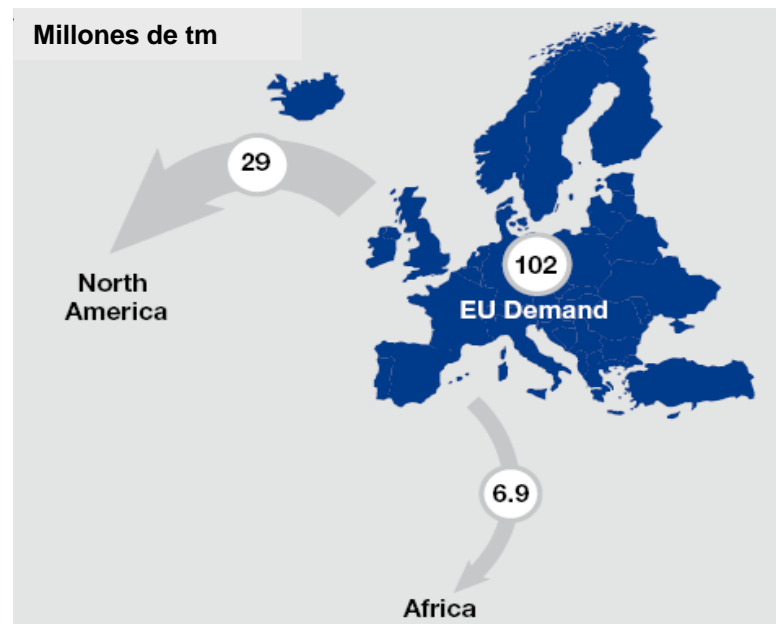 Millones de tm
29
102
North
America
EU Demand
6.9
Africa